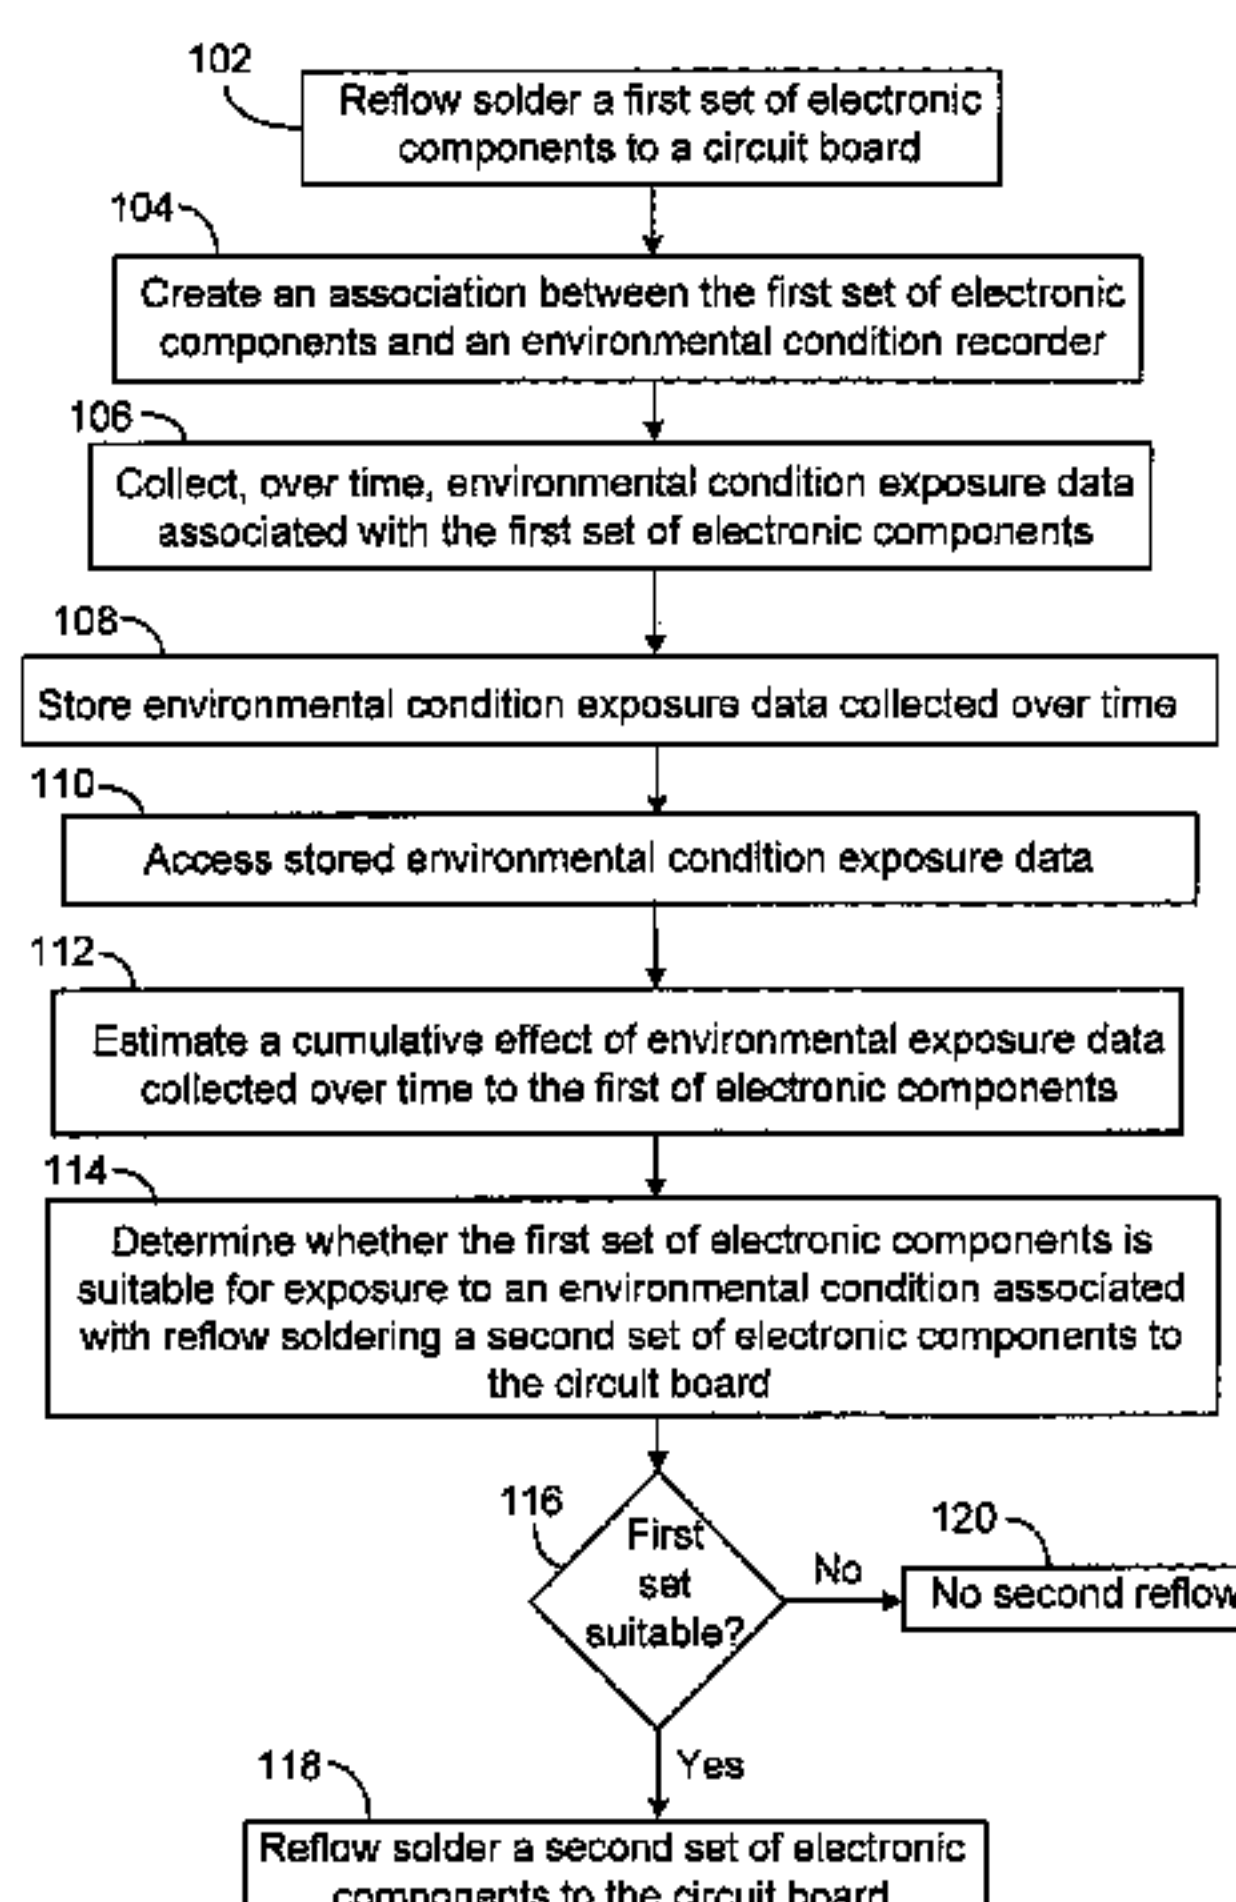 102
Reflow solder a first set of electronic
components to a circuit board
104
Create an association between the first set of electronic
components and an environmental condition recorder
106
Collect, over time, environmental condition exposure data
associated with the first set of electronic components
108
Store environmental condition exposure data collected over time
110
Access stored environmental condition exposure data
112
Estimate a cumulative effect of environmental exposure data
collected over time to the first of electronic components
114
Determine whether the first set of electronic components is
suitable for exposure to an environmental condition associated
with reflow soldering a second set of electronic components to
the circuit board
116
First
set
suitable?
No
120
No second reflow
Yes
118
Reflow solder a second set of electronic
components to the circuit board